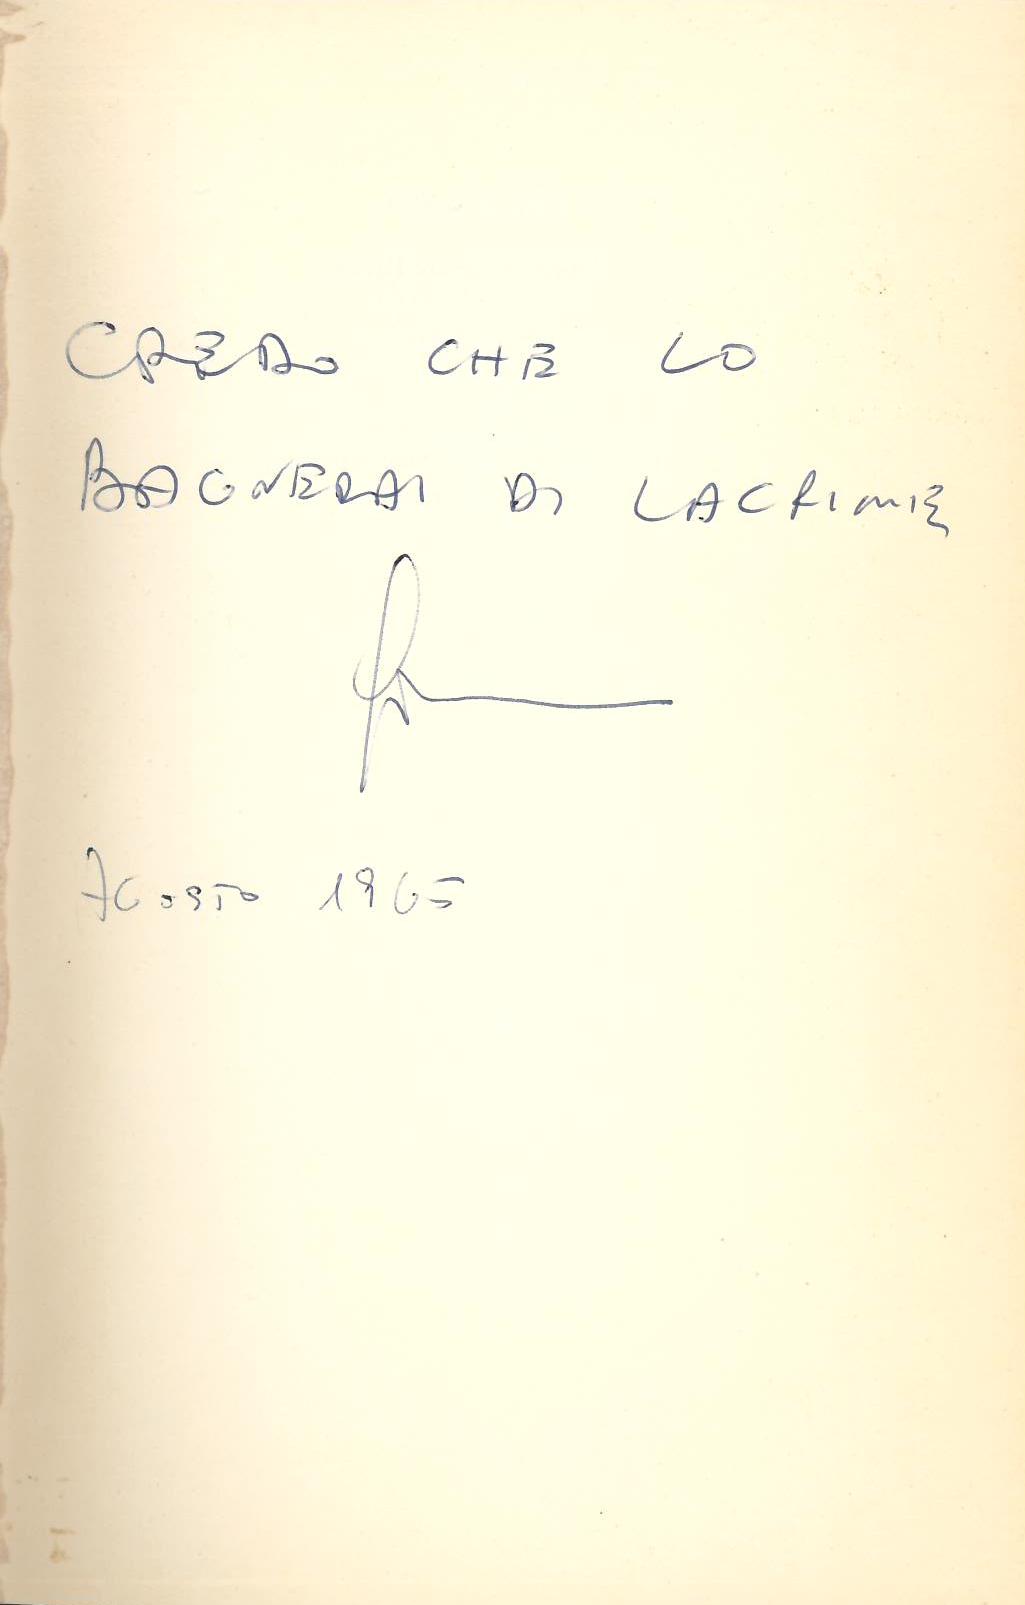 CREDO CHE LO
BAGNERAI DI LACRIME
AGOSTO 1965